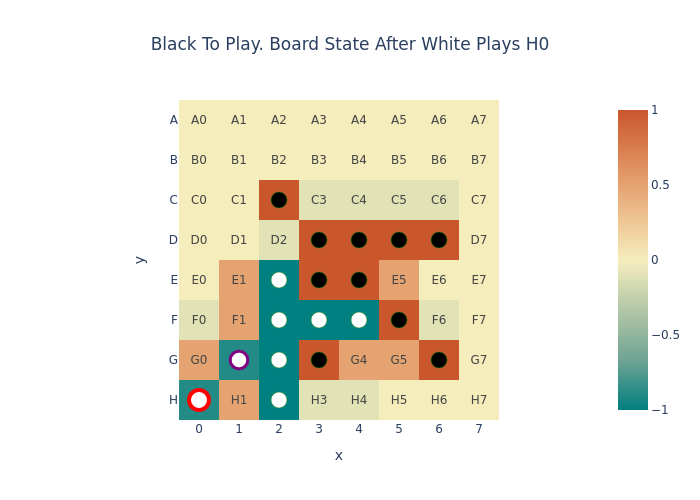 Black To Play. Board State After White Plays H0
A A0 A1 A2 A3 A4 A5 A6 A7
B B0 B1 B2 B3 B4 B5 B6 B7
C C0 C1 C3 C4 C5 C6 C7
D D0 D1 D2 D7
E E0 E1 E5 E6 E7
F F0 F1 F6 F7
G G0 G4 G5 G7
H H1 H3 H4 H5 H6 H7
0 1 2 3 4 5 6 7
x
y
1
0.5
0
−0.5
−1